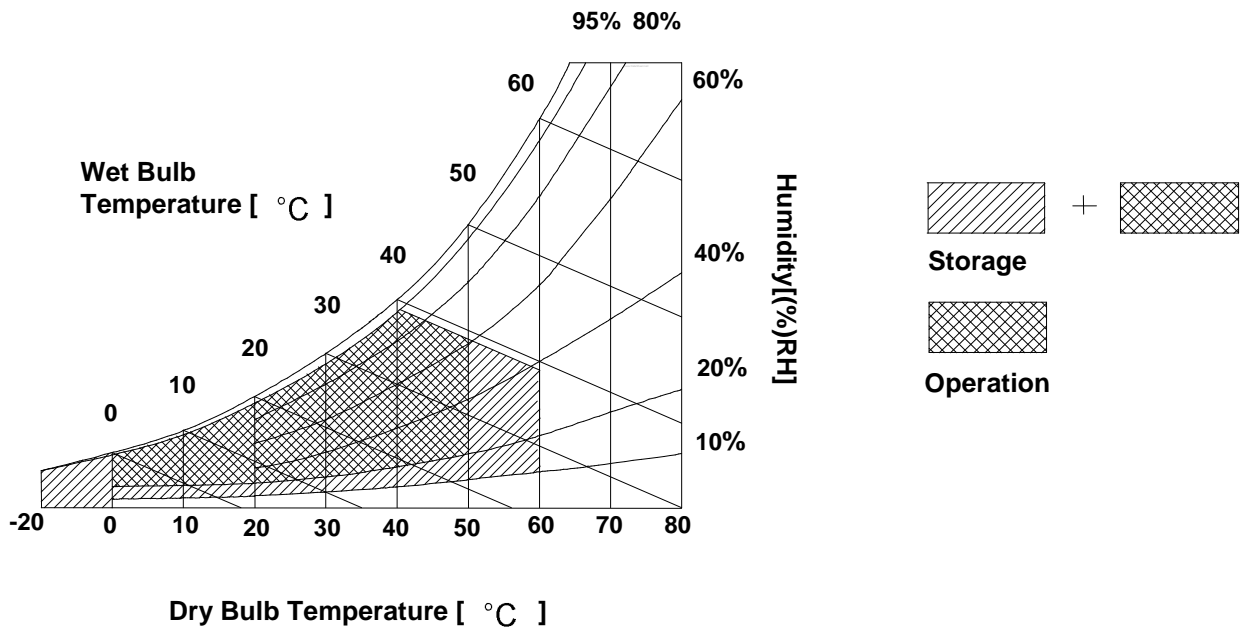 95% 80%
60%
60
Wet Bulb
Temperature [ °C ]
50
40
30
20
10
0
Humidity[(%)RH]
40%
20%
10%
-20 0 10 20 30 40 50 60 70 80
Dry Bulb Temperature [ °C ]
+
Storage
Operation